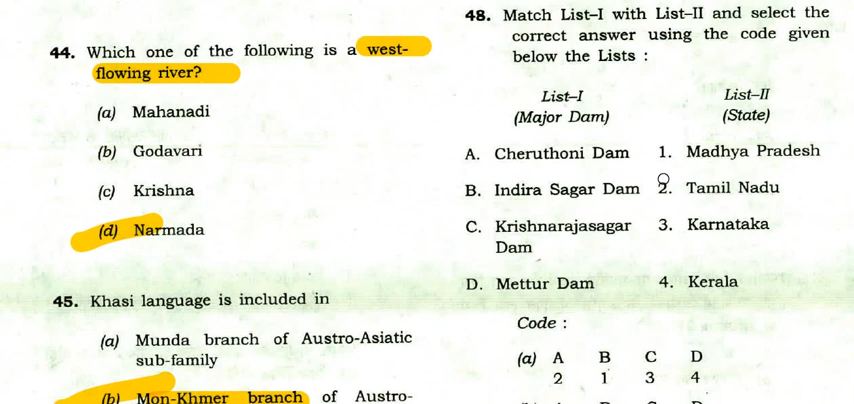 44. Which one of the following is a west-
flowing river?
(a) Mahanadi
(b) Godavari
(c) Krishna
(d) Narmada
45. Khasi language is included in
(a) Munda branch of Austro-Asiatic
sub-family
(b) Mon-Khmer branch of Austro-
48. Match List–I with List–II and select the
correct answer using the code given
below the Lists :
List–I List–II
(Major Dam) (State)
A. Cheruthoni Dam 1. Madhya Pradesh
B. Indira Sagar Dam 2. Tamil Nadu
C. Krishnarajasagar 3. Karnataka
Dam
D. Mettur Dam 4. Kerala
Code :
(a) A B C D
2 1 3 4